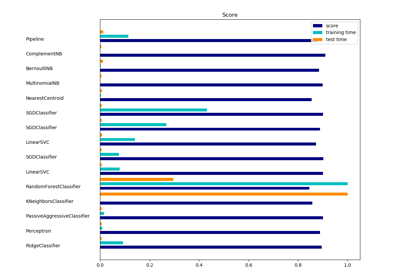 Score
score
training time
test time
Pipeline
ComplementNB
BernoulliNB
MultinomialNB
NearestCentroid
SGDClassifier
SGDClassifier
LinearSVC
SGDClassifier
LinearSVC
RandomForestClassifier
KNeighborsClassifier
PassiveAggressiveClassifier
Perceptron
RidgeClassifier
0.0 0.2 0.4 0.6 0.8 1.0